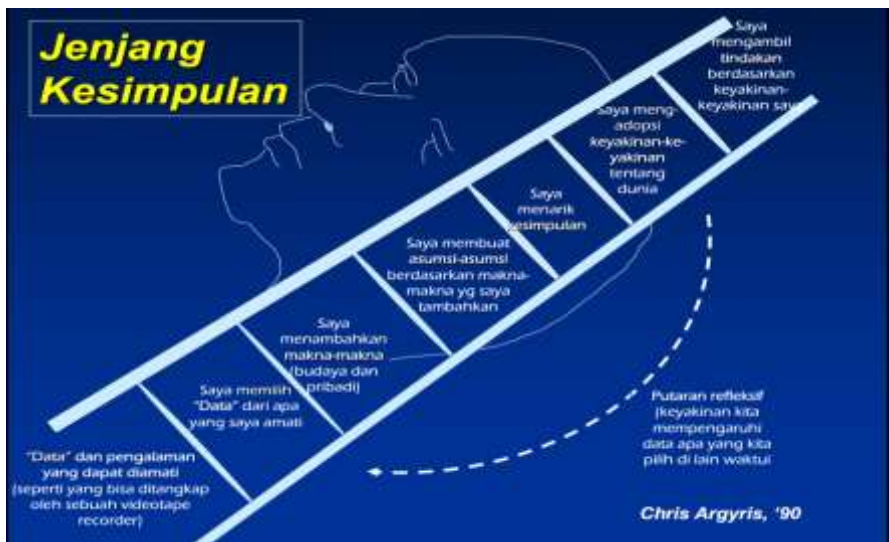 Jenjang
Kesimpulan
Saya
mengambil
tindakan
berdasarkan
keyakinan-
keyakinan saya
Saya meng-
adopsi
keyakinan-ke-
yakinan
tentang
dunia
Saya
menarik
kesimpulan
Saya membuat
asumsi-asumsi
berdasarkan makna-
makna yg saya
tambahkan
Saya
menambahkan
makna-makna
(budaya dan
pribadi)
Saya memilih
"Data" dari apa
yang saya amati
"Data" dan pengalaman
yang dapat diamati
(seperti yang bisa ditangkap
oleh sebuah videotape
recorder)
Putaran refleksif
(keyakinan kita
mempengaruhi
data apa yang kita
pilih di lain waktui
Chris Argyris, '90